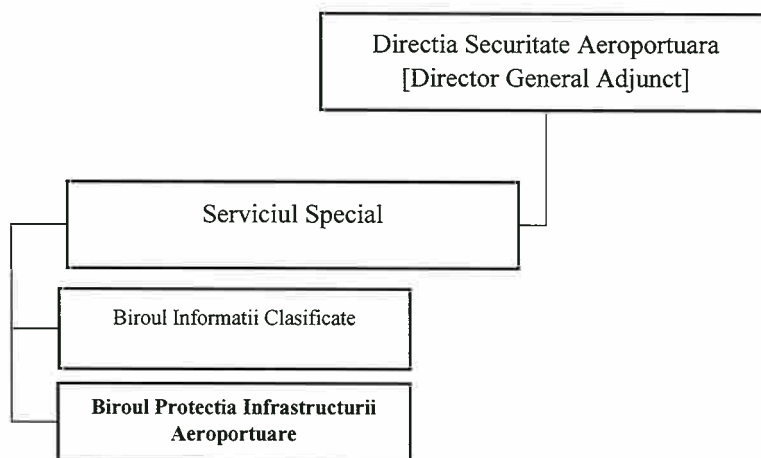 Directia Securitate Aeroportuara
[Director General Adjunct]
Serviciul Special
Biroul Informatii Clasificate
Biroul Protectia Infrastructurii
Aeroportuare